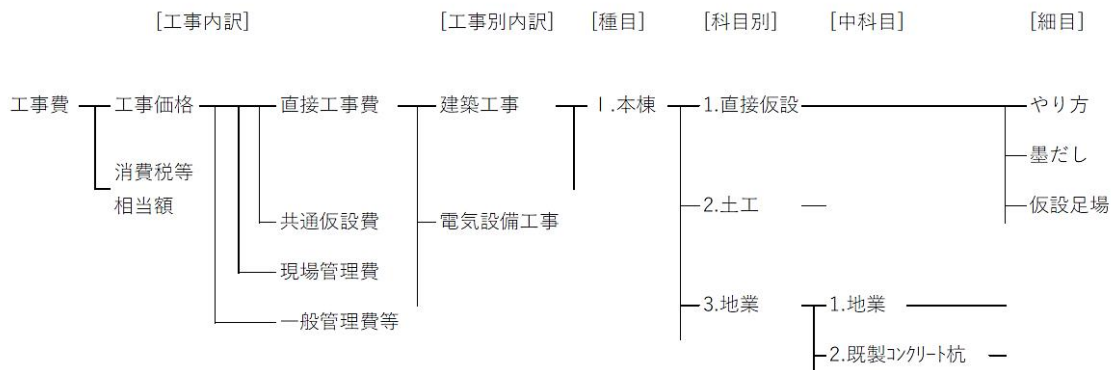 [工事内訳] [工事別内訳] [種目] [科目別] [中科目] [細目]
工事費 工事価格 直接工事費 建築工事 Ⅰ.本棟 1.直接仮設 やり方
墨だし
消費税等
相当額 2.土工 仮設足場
共通仮設費 電気設備工事
現場管理費
3.地業 1.地業
一般管理費等
2.既製コンクリート杭